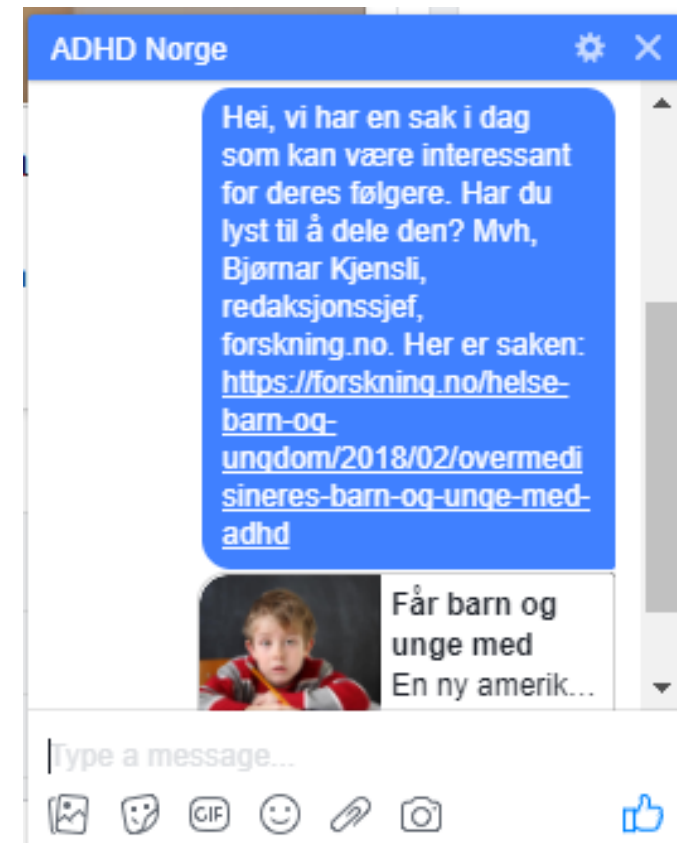 ADHD Norge
Hei, vi har en sak i dag
som kan være interessant
for deres følgere. Har du
lyst til å dele den? Mvh,
Bjørnar Kjensli,
redaksjonssjef,
forskning.no. Her er saken:
https://forskning.no/helse-
barn-og-
ungdom/2018/02/overmedi
sineres-barn-og-unge-med-
adhd
Får barn og
unge med
En ny amerik...
Type a message...
GIF